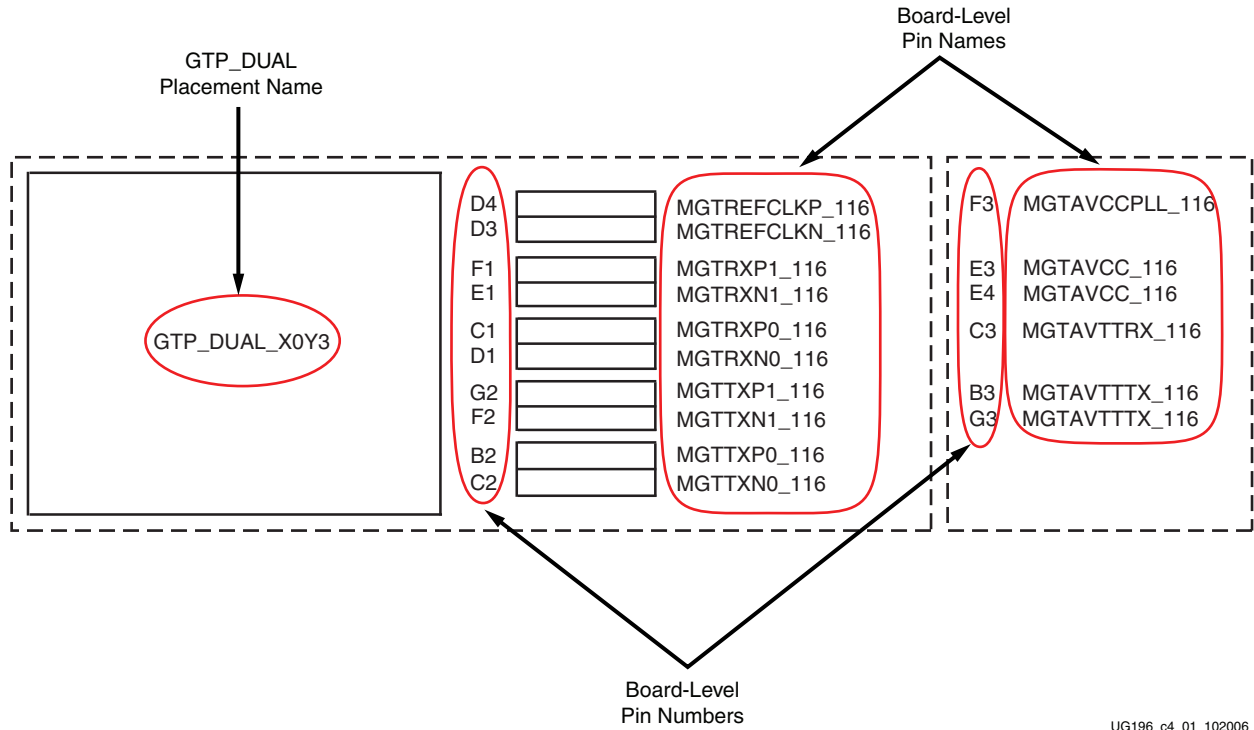 Board-Level
Pin Names
GTP_DUAL
Placement Name
GTP_DUAL_X0Y3
D4 MGTREFCLKP_116
D3 MGTREFCLKN_116
F1 MGTRXP1_116
E1 MGTRXN1_116
C1 MGTRXP0_116
D1 MGTRXN0_116
G2 MGTTXP1_116
F2 MGTTXN1_116
B2 MGTTXP0_116
C2 MGTTXN0_116
F3 MGTAVCCPLL_116
E3 MGTAVCC_116
E4 MGTAVCC_116
C3 MGTAVTTRX_116
B3 MGTAVTTTX_116
G3 MGTAVTTTX_116
Board-Level
Pin Numbers
UG196_c4_01_102006